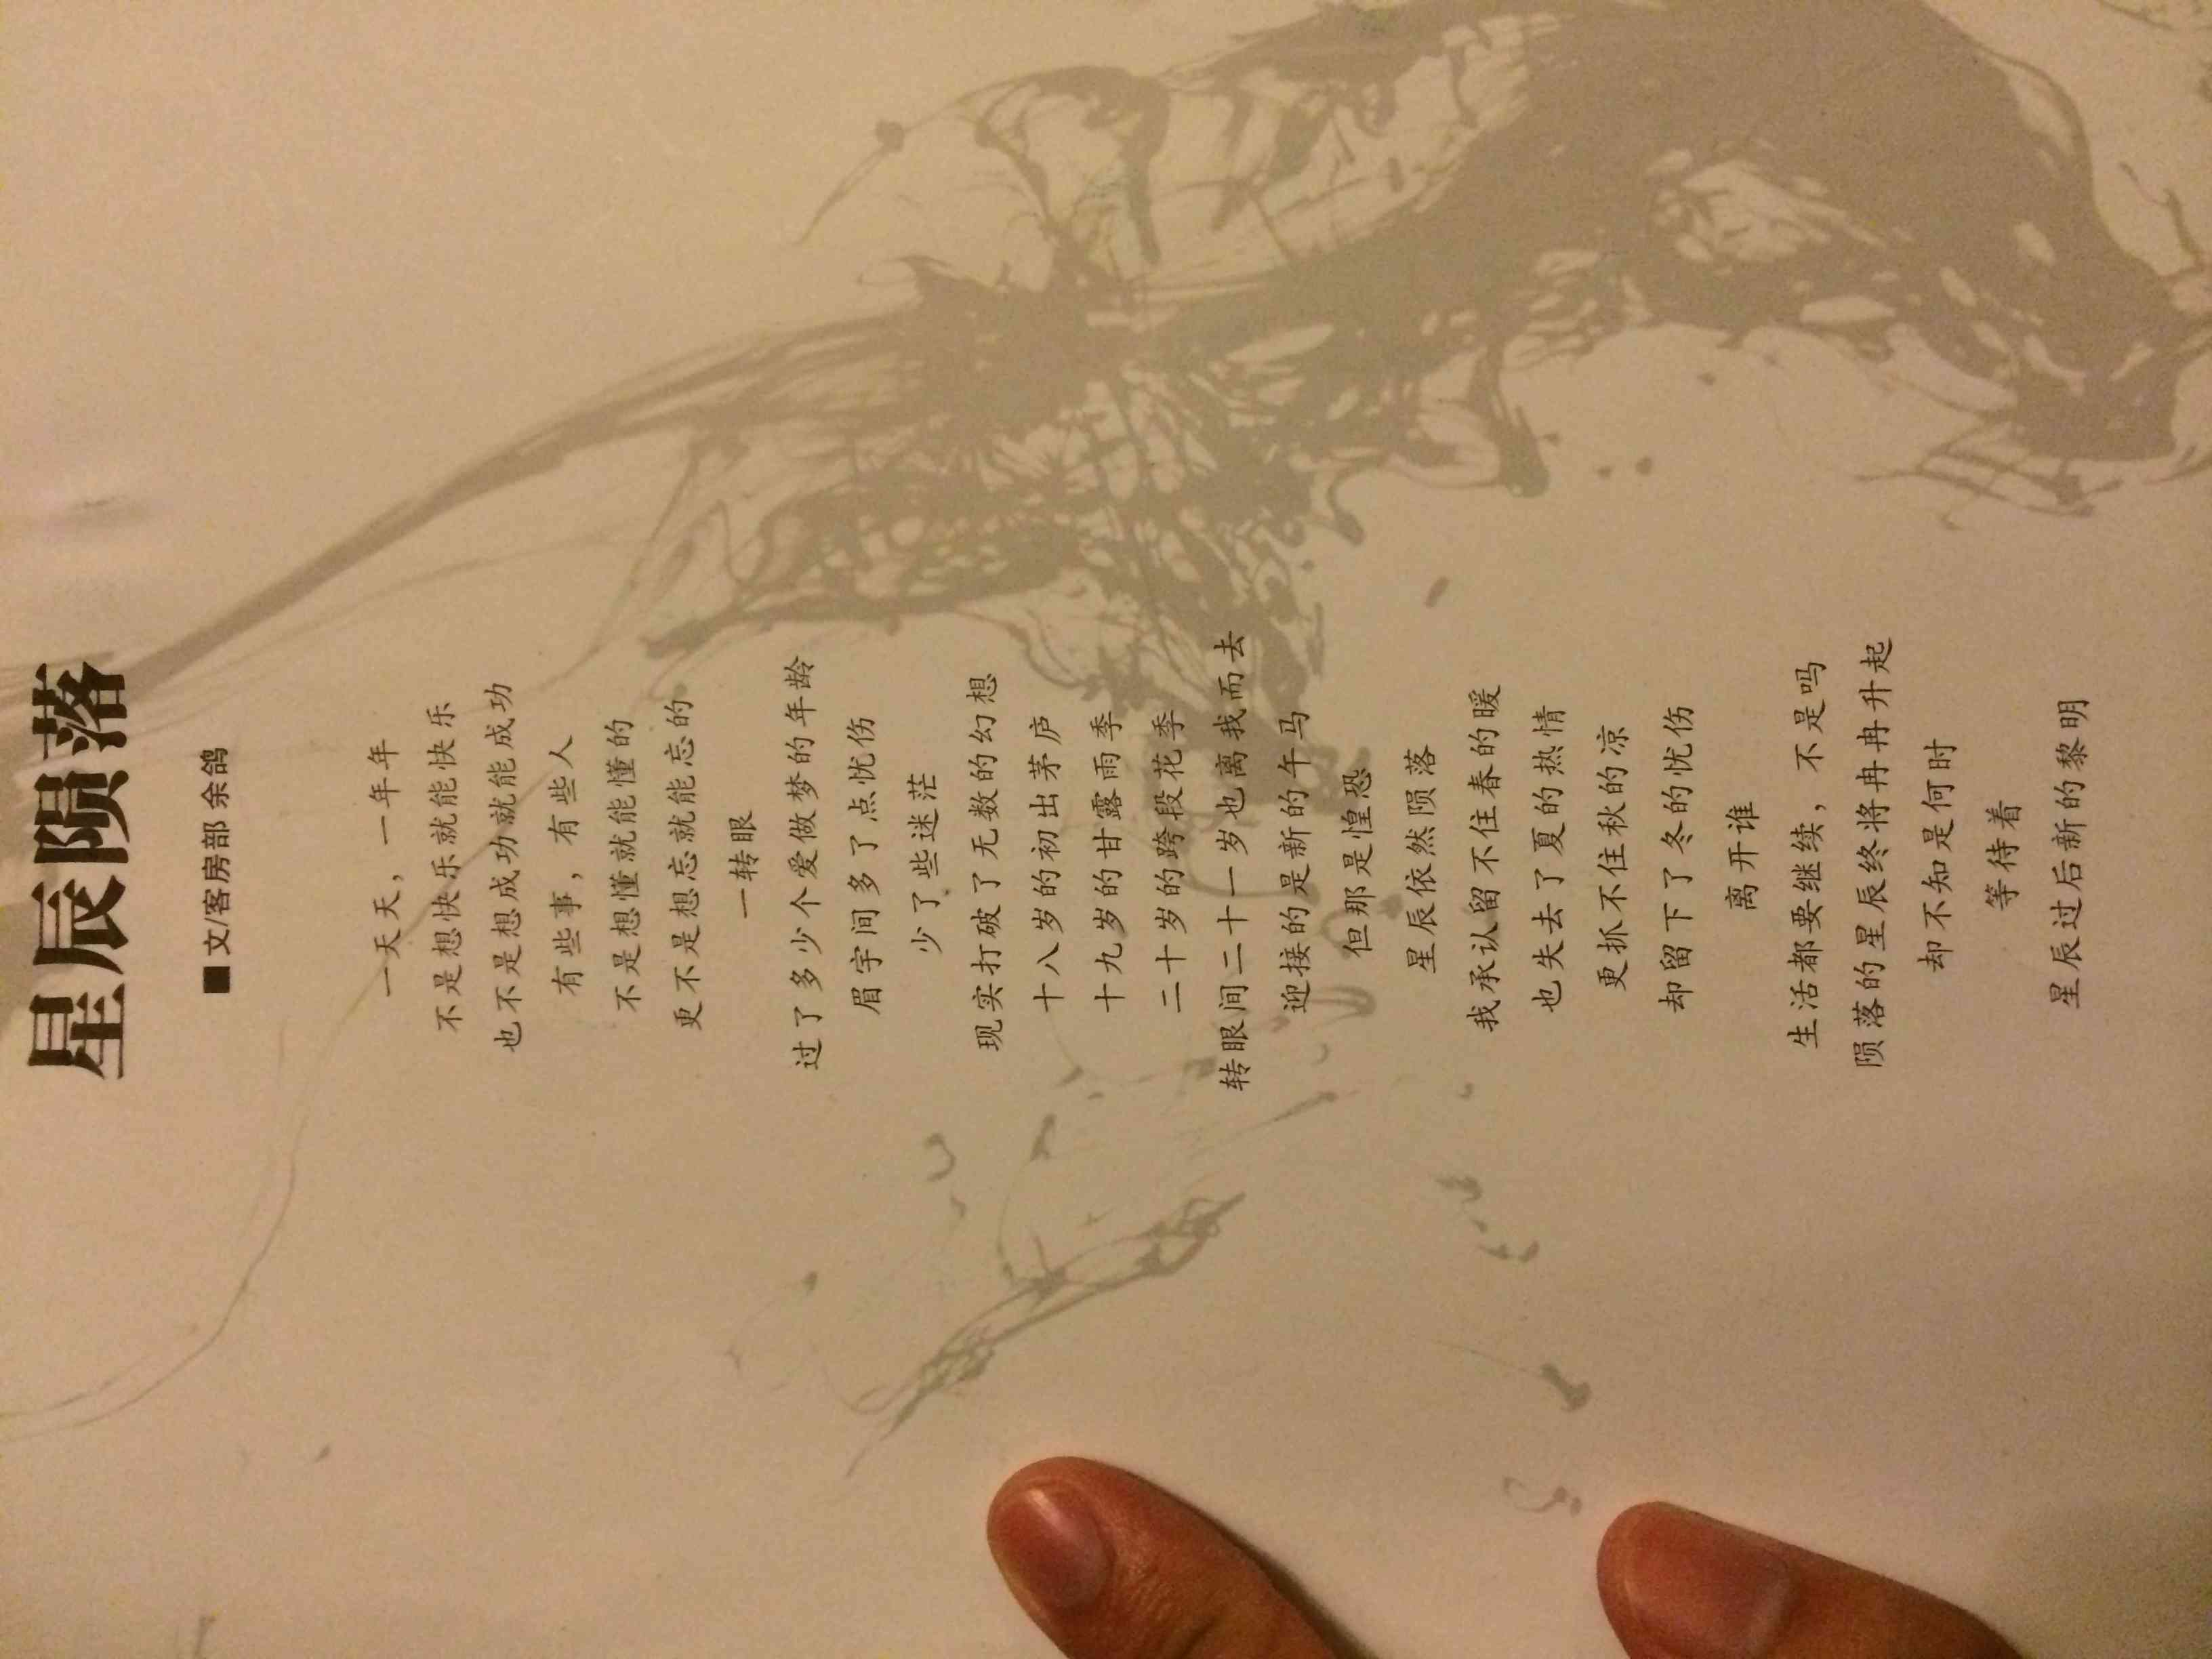 星辰陨落
■ 文/客房部 余鸽
一天天，一年年
不是想快乐就能快乐
也不是想成功就能成功
有些事，有些人
不是想懂就能懂的
更不是想忘就能忘的
一转眼
过了多少个爱做梦的年龄
眉宇间多了点忧伤
少了些迷茫
现实打破了无数的幻想
十八岁的初出茅庐
十九岁的甘露雨季
二十岁的跨段花季
转眼间二十一岁也离我而去
迎接的是新的午马
但那是惶恐
星辰依然陨落
我承认留不住春的暖
也失去了夏的热情
更抓不住秋的凉
却留下了冬的忧伤
离开谁
生活都要继续，不是吗
陨落的星辰终将冉冉升起
却不知是何时
等待着
星辰过后新的黎明